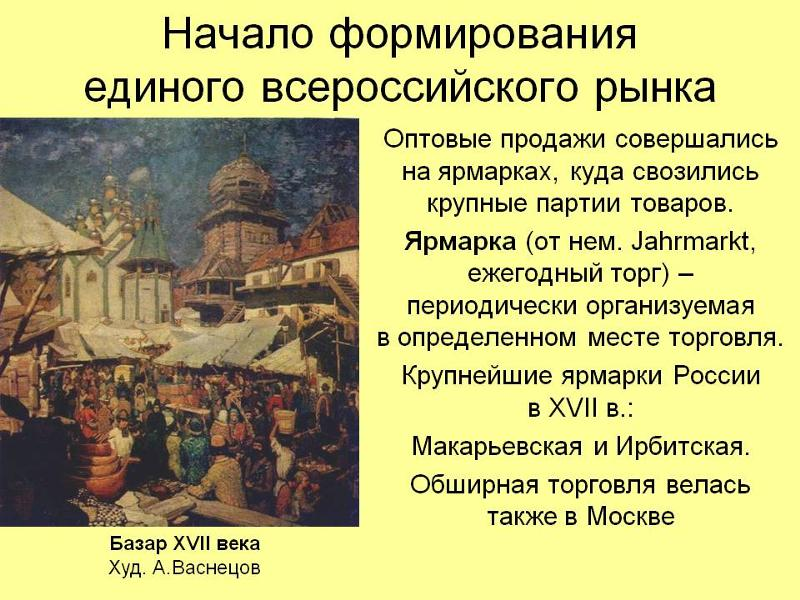 Начало формирования
единого всероссийского рынка
Оптовые продажи совершались
на ярмарках, куда свозились
крупные партии товаров.
Ярмарка (от нем. Jahrmarkt,
ежегодный торг) –
периодически организуемая
в определенном месте торговля.
Крупнейшие ярмарки России
в XVII в.:
Макарьевская и Ирбитская.
Обширная торговля велась
также в Москве
Базар XVII века
Худ. А.Васнецов